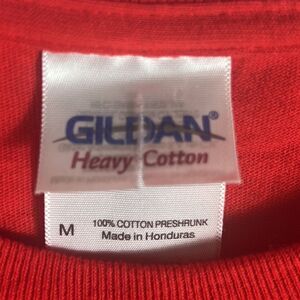 GILDAN®
Heavy Cotton
100% COTTON PRESHRUNK
M Made in Honduras